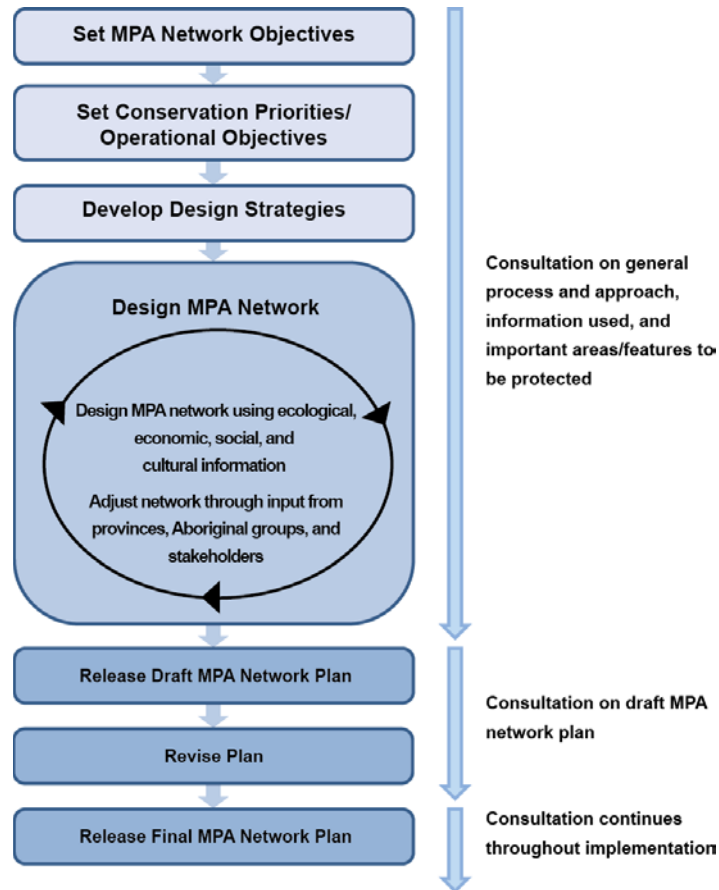 Set MPA Network Objectives
Set Conservation Priorities/
Operational Objectives
Develop Design Strategies
Design MPA Network
Design MPA network using ecological,
economic, social, and
cultural information
Adjust network through input from
provinces, Aboriginal groups, and
stakeholders
Release Draft MPA Network Plan
Revise Plan
Release Final MPA Network Plan
Consultation on general
process and approach,
information used, and
important areas/features to
be protected
Consultation on draft MPA
network plan
Consultation continues
throughout implementation